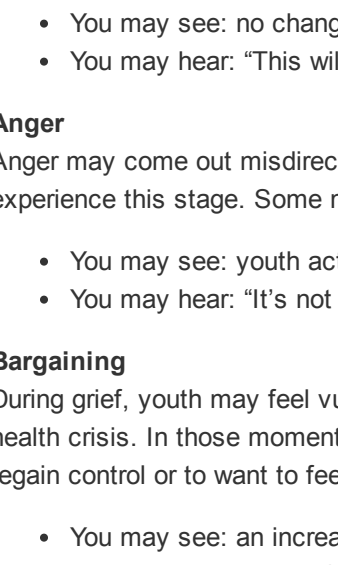 You may see: no chang
You may hear: “This wil
Anger
Anger may come out misdirec
experience this stage. Some
You may see: youth act
You may hear: “It’s not
Bargaining
During grief, youth may feel vu
health crisis. In those moment
regain control or to want to fee
You may see: an increa